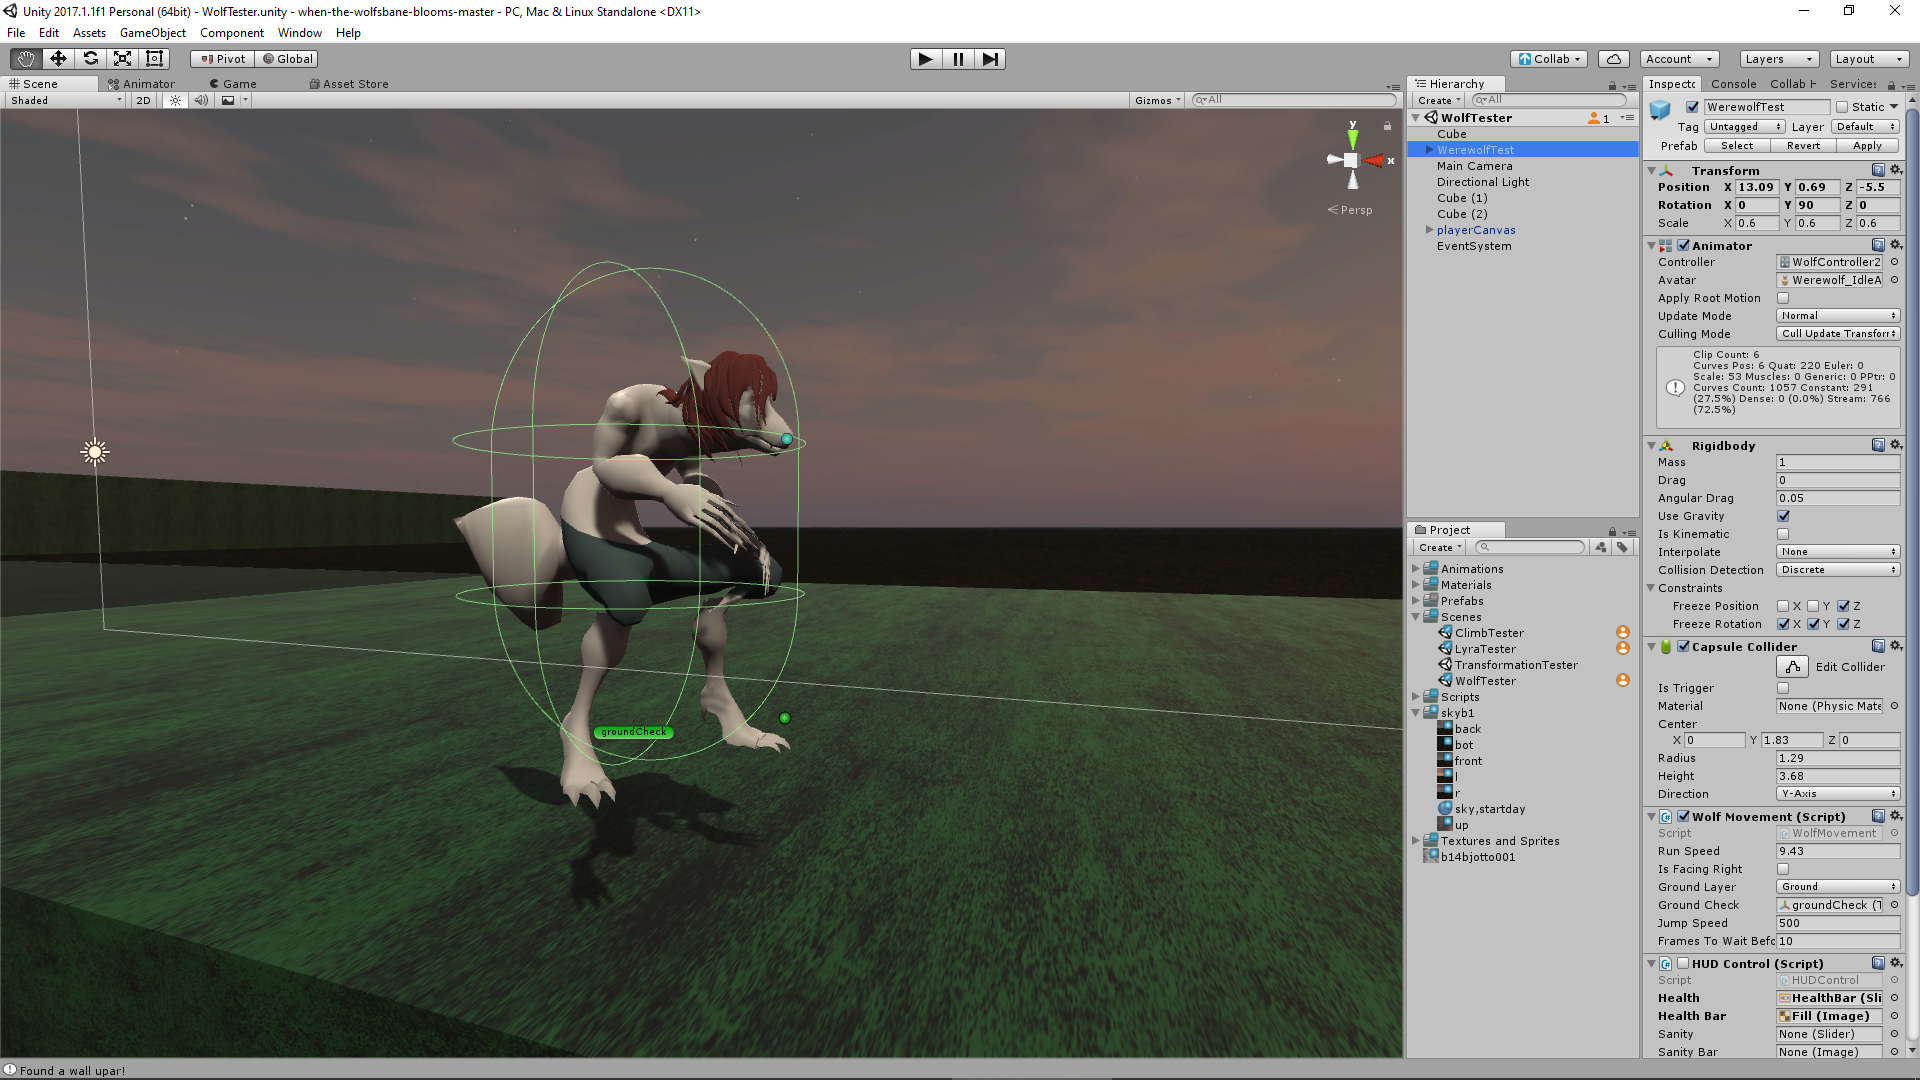 Unity 2017.1.1f1 Personal (64bit) - WolfTester.unity - when-the-wolfsbane-blooms-master - PC, Mac & Linux Standalone <DX11>
File Edit Assets GameObject Component Window Help
Pivot Global Collab Account Layers Layout
Scene Animator Game Asset Store
Shaded 2D Gizmos All
y
x
Persp
groundCheck
Hierarchy
Create All
WolfTester 1
Cube
WerewolfTest
Main Camera
Directional Light
Cube (1)
Cube (2)
playerCanvas
EventSystem
Project
Create
Animations
Materials
Prefabs
Scenes
ClimbTester
LyraTester
TransformationTester
WolfTester
Scripts
skyb1
back
bot
front
l
r
sky,startday
up
Textures and Sprites
b14bjotto001
Inspecto Console Collab H Services
WerewolfTest Static
Tag Untagged Layer Default
Prefab Select Revert Apply
Transform
Position X 13.09 Y 0.69 Z -5.5
Rotation X 0 Y 90 Z 0
Scale X 0.6 Y 0.6 Z 0.6
Animator
Controller WolfController2
Avatar Werewolf_IdleA
Apply Root Motion
Update Mode Normal
Culling Mode Cull Update Transforr
Clip Count: 6
Curves Pos: 6 Quat: 220 Euler: 0
Scale: 53 Muscles: 0 Generic: 0 PPtr: 0
Curves Count: 1057 Constant: 291
(27.5%) Dense: 0 (0.0%) Stream: 766
(72.5%)
Rigidbody
Mass 1
Drag 0
Angular Drag 0.05
Use Gravity
Is Kinematic
Interpolate None
Collision Detection Discrete
Constraints
Freeze Position X Y Z
Freeze Rotation X Y Z
Capsule Collider
Edit Collider
Is Trigger
Material None (Physic Mate
Center
X 0 Y 1.83 Z 0
Radius 1.29
Height 3.68
Direction Y-Axis
Wolf Movement (Script)
Script WolfMovement
Run Speed 9.43
Is Facing Right
Ground Layer Ground
Ground Check groundCheck (T
Jump Speed 500
Frames To Wait Befo 10
HUD Control (Script)
Script HUDControl
Health HealthBar (Sli
Health Bar Fill (Image)
Sanity None (Slider)
Sanity Bar None (Image)
Found a wall upar!